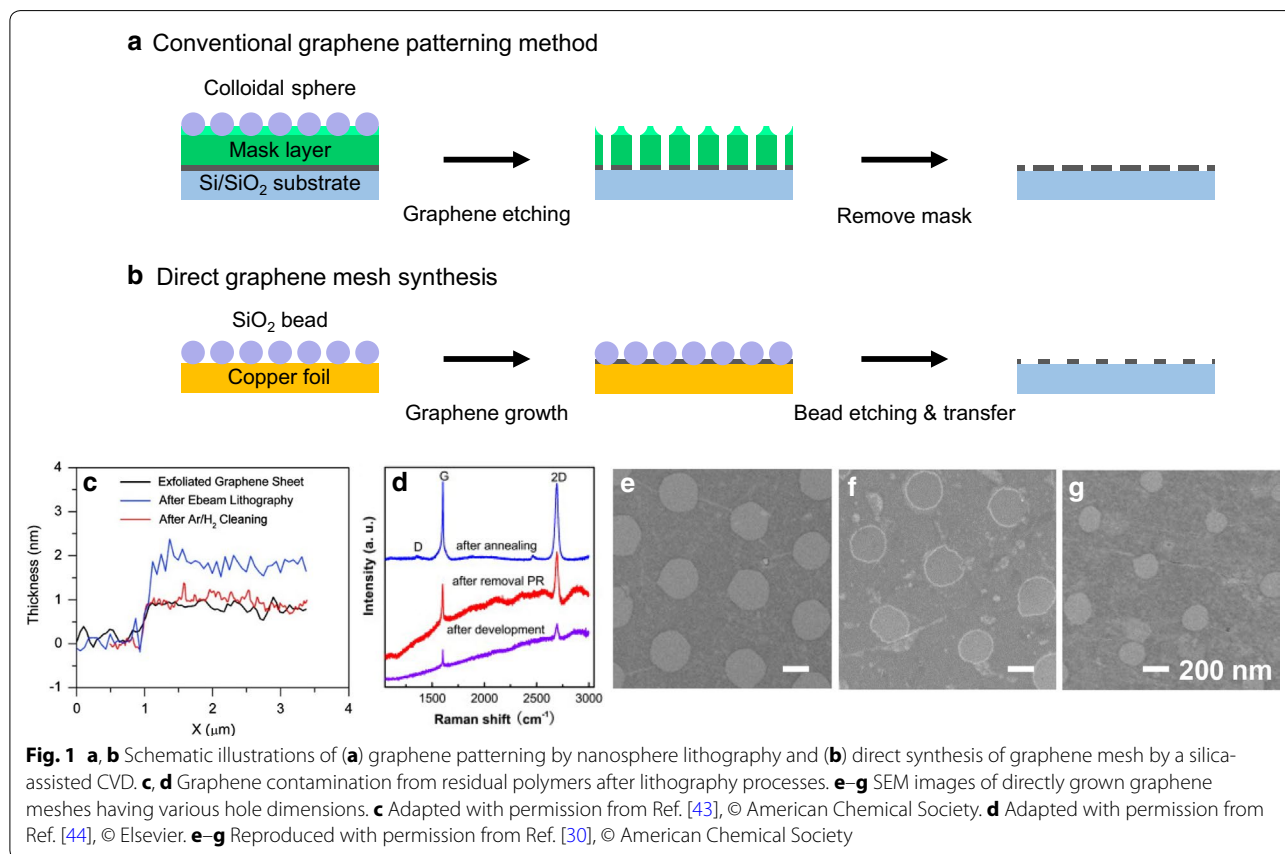 a Conventional graphene patterning method
Colloidal sphere
Mask layer
Si/SiO₂ substrate
Graphene etching
Remove mask
b Direct graphene mesh synthesis
SiO₂ bead
Copper foil
Graphene growth
Bead etching & transfer
c
Exfoliated Graphene Sheet
After Ebeam Lithography
After Ar/H₂ Cleaning
Thickness (nm)
4
3
2
1
0
-1
0 1 2 3 4
X (μm)
d
G
2D
D
after annealing
after removal PR
after development
Intensity (a. u.)
1500 2000 2500 3000
Raman shift (cm⁻¹)
e
f
g
200 nm
Fig. 1 a, b Schematic illustrations of (a) graphene patterning by nanosphere lithography and (b) direct synthesis of graphene mesh by a silica-
assisted CVD. c, d Graphene contamination from residual polymers after lithography processes. e–g SEM images of directly grown graphene
meshes having various hole dimensions. c Adapted with permission from Ref. [43], © American Chemical Society. d Adapted with permission from
Ref. [44], © Elsevier. e–g Reproduced with permission from Ref. [30], © American Chemical Society